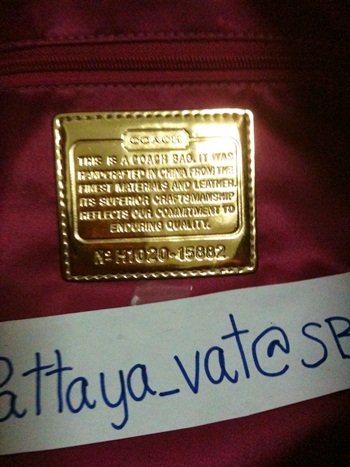 COACH
THIS IS A COACH BAG. IT WAS
HANDCRAFTED IN CHINA FROM THE
FINEST MATERIALS AND LEATHER.
ITS SUPERIOR CRAFTSMANSHIP
REFLECTS OUR COMMITMENT TO
ENDURING QUALITY.
Nº H1020-15882
Pattaya_vat@SB